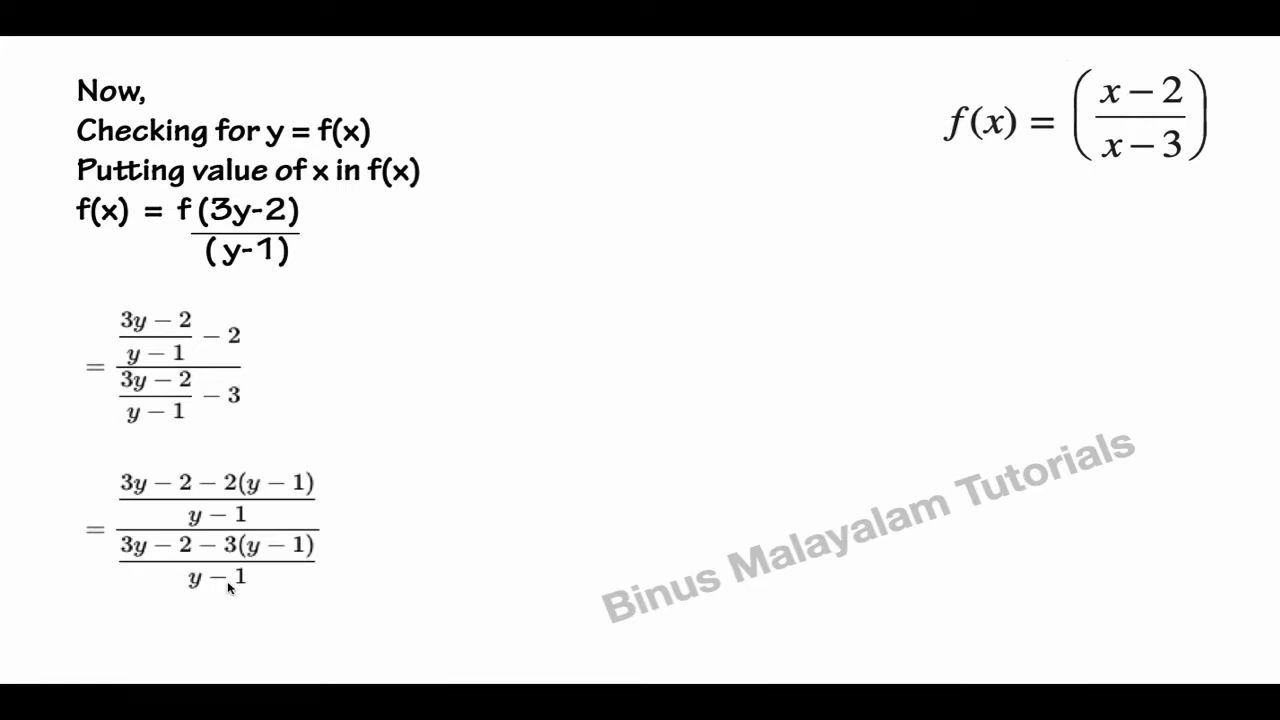 Now,
Checking for y = f(x)
Putting value of x in f(x)
f(x) = f (3y-2)
(y-1)
f(x) = ( x − 2 / x − 3 )
= 3y − 2 / y − 1 − 2
3y − 2 / y − 1 − 3
= 3y − 2 − 2(y − 1)
y − 1
3y − 2 − 3(y − 1)
y − 1
Binus Malayalam Tutorials